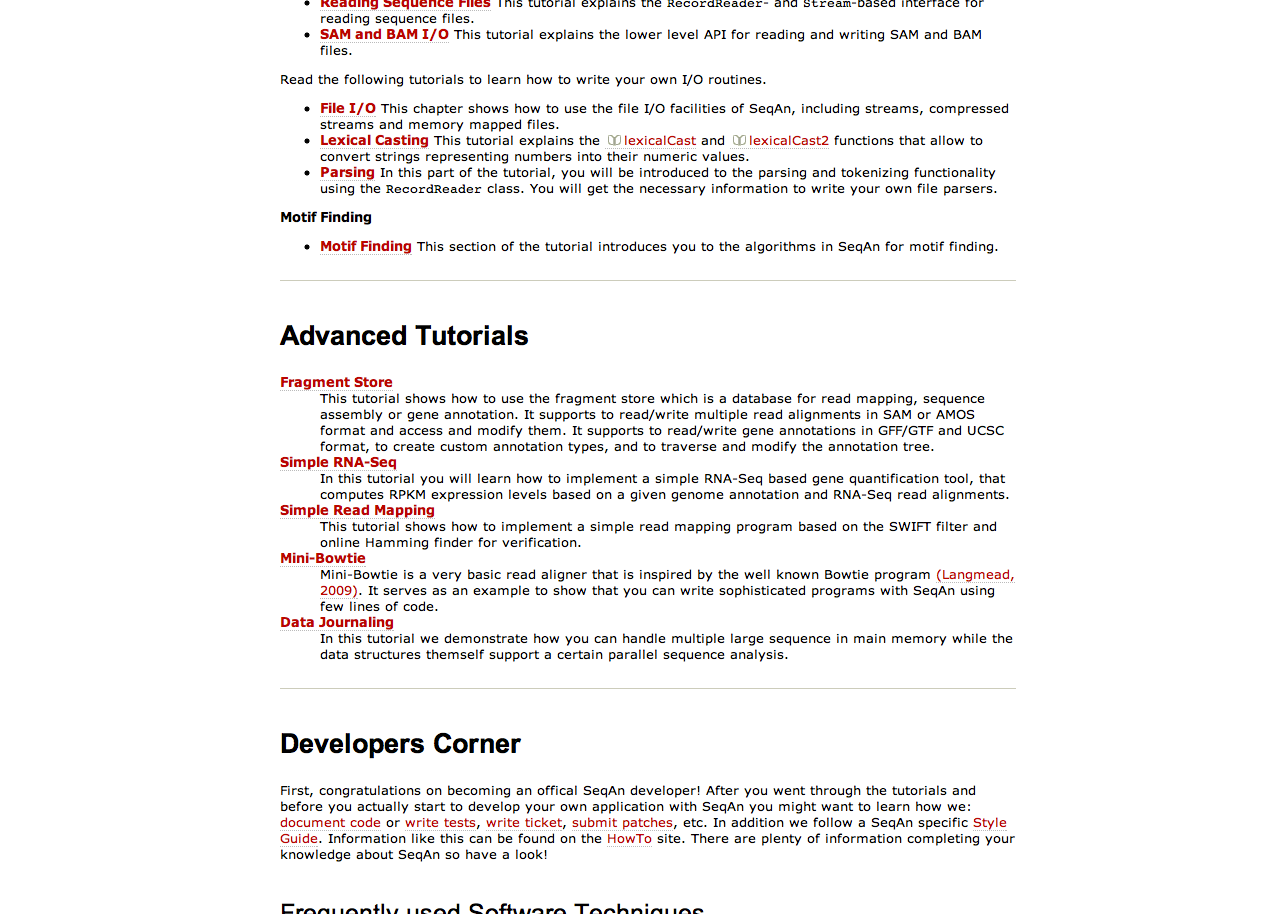 Reading Sequence Files This tutorial explains the RecordReader- and Stream-based interface for
reading sequence files.
SAM and BAM I/O This tutorial explains the lower level API for reading and writing SAM and BAM
files.
Read the following tutorials to learn how to write your own I/O routines.
File I/O This chapter shows how to use the file I/O facilities of SeqAn, including streams, compressed
streams and memory mapped files.
Lexical Casting This tutorial explains the lexicalCast and lexicalCast2 functions that allow to
convert strings representing numbers into their numeric values.
Parsing In this part of the tutorial, you will be introduced to the parsing and tokenizing functionality
using the RecordReader class. You will get the necessary information to write your own file parsers.
Motif Finding
Motif Finding This section of the tutorial introduces you to the algorithms in SeqAn for motif finding.
Advanced Tutorials
Fragment Store
This tutorial shows how to use the fragment store which is a database for read mapping, sequence
assembly or gene annotation. It supports to read/write multiple read alignments in SAM or AMOS
format and access and modify them. It supports to read/write gene annotations in GFF/GTF and UCSC
format, to create custom annotation types, and to traverse and modify the annotation tree.
Simple RNA-Seq
In this tutorial you will learn how to implement a simple RNA-Seq based gene quantification tool, that
computes RPKM expression levels based on a given genome annotation and RNA-Seq read alignments.
Simple Read Mapping
This tutorial shows how to implement a simple read mapping program based on the SWIFT filter and
online Hamming finder for verification.
Mini-Bowtie
Mini-Bowtie is a very basic read aligner that is inspired by the well known Bowtie program (Langmead,
2009). It serves as an example to show that you can write sophisticated programs with SeqAn using
few lines of code.
Data Journaling
In this tutorial we demonstrate how you can handle multiple large sequence in main memory while the
data structures themself support a certain parallel sequence analysis.
Developers Corner
First, congratulations on becoming an offical SeqAn developer! After you went through the tutorials and
before you actually start to develop your own application with SeqAn you might want to learn how we:
document code or write tests, write ticket, submit patches, etc. In addition we follow a SeqAn specific Style
Guide. Information like this can be found on the HowTo site. There are plenty of information completing your
knowledge about SeqAn so have a look!
Frequently used Software Techniques